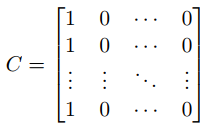 C = [ 1 0 ⋯ 0
1 0 ⋯ 0
⋮ ⋮ ⋱ ⋮
1 0 ⋯ 0 ]